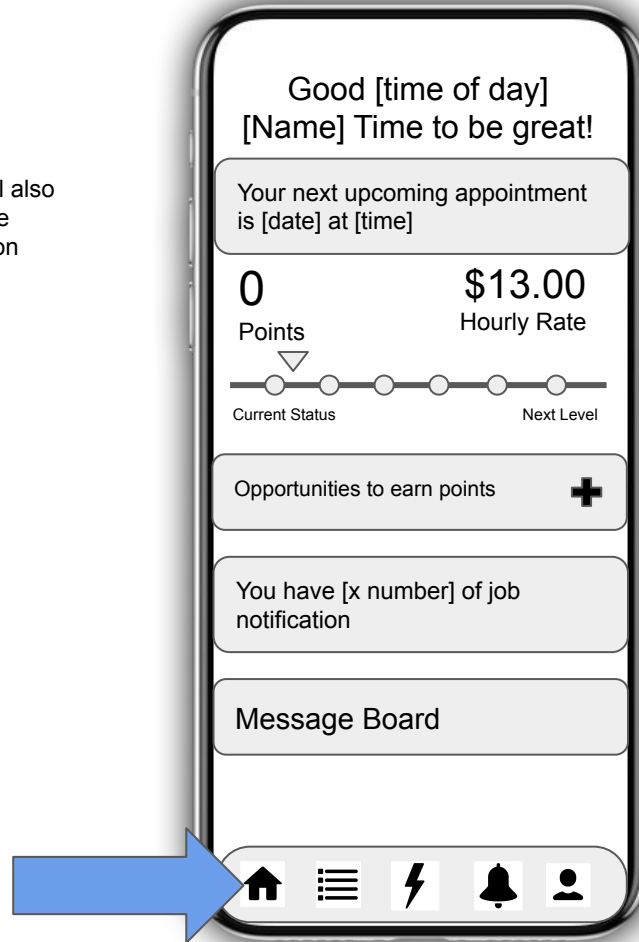 l also
e
on
Good [time of day]
[Name] Time to be great!
Your next upcoming appointment
is [date] at [time]
0
Points
$13.00
Hourly Rate
Current Status
Next Level
Opportunities to earn points
You have [x number] of job
notification
Message Board